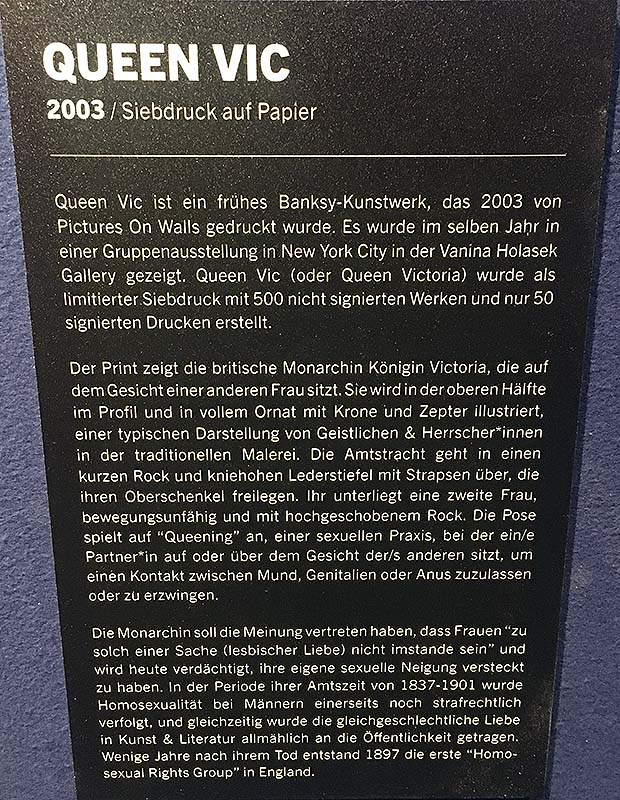 QUEEN VIC
2003 / Siebdruck auf Papier
Queen Vic ist ein frühes Banksy-Kunstwerk, das 2003 von
Pictures On Walls gedruckt wurde. Es wurde im selben Jahr in
einer Gruppenausstellung in New York City in der Vanina Holasek
Gallery gezeigt. Queen Vic (oder Queen Victoria) wurde als
limitierter Siebdruck mit 500 nicht signierten Werken und nur 50
signierten Drucken erstellt.
Der Print zeigt die britische Monarchin Königin Victoria, die auf
dem Gesicht einer anderen Frau sitzt. Sie wird in der oberen Hälfte
im Profil und in vollem Ornat mit Krone und Zepter illustriert,
einer typischen Darstellung von Geistlichen & Herrscher*innen
in der traditionellen Malerei. Die Amtstracht geht in einen
kurzen Rock und kniehohen Lederstiefel mit Strapsen über, die
ihren Oberschenkel freilegen. Ihr unterliegt eine zweite Frau,
bewegungsunfähig und mit hochgeschobenem Rock. Die Pose
spielt auf “Queening” an, einer sexuellen Praxis, bei der ein/e
Partner*in auf oder über dem Gesicht der/s anderen sitzt, um
einen Kontakt zwischen Mund, Genitalien oder Anus zuzulassen
oder zu erzwingen.
Die Monarchin soll die Meinung vertreten haben, dass Frauen “zu
solch einer Sache (lesbischer Liebe) nicht imstande sein” und
wird heute verdächtigt, ihre eigene sexuelle Neigung versteckt
zu haben. In der Periode ihrer Amtszeit von 1837-1901 wurde
Homosexualität bei Männern einerseits noch strafrechtlich
verfolgt, und gleichzeitig wurde die gleichgeschlechtliche Liebe
in Kunst & Literatur allmählich an die Öffentlichkeit getragen.
Wenige Jahre nach ihrem Tod entstand 1897 die erste “Homo-
sexual Rights Group” in England.